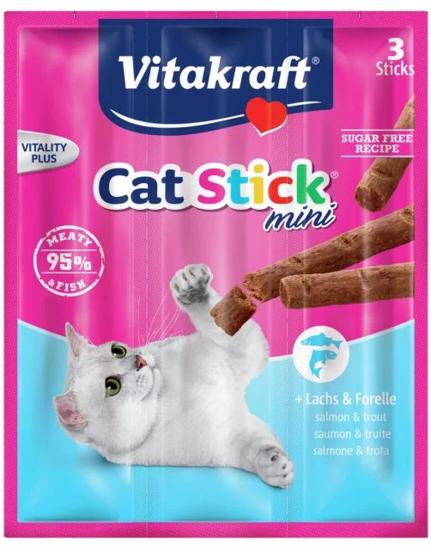 Vitakraft®
3
Sticks
VITALITY
PLUS
SUGAR FREE
RECIPE
Cat Stick®
mini
MEATY
95%
& FISH
+ Lachs & Forelle
salmon & trout
saumon & truite
salmone & trota